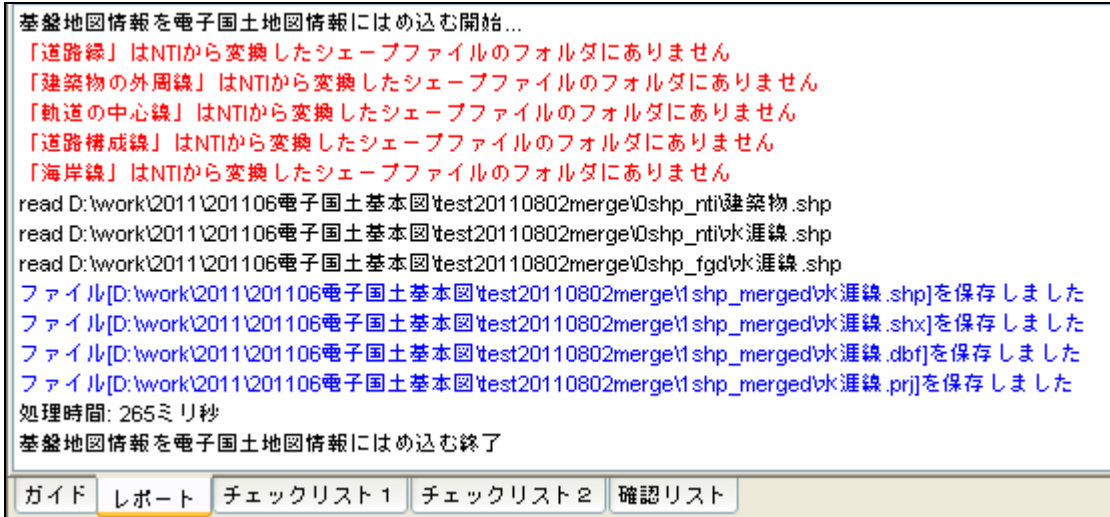 基盤地図情報を電子国土地図情報にはめ込む開始...
「道路縁」はNTIから変換したシェープファイルのフォルダにありません
「建築物の外周線」はNTIから変換したシェープファイルのフォルダにありません
「軌道の中心線」はNTIから変換したシェープファイルのフォルダにありません
「道路構成線」はNTIから変換したシェープファイルのフォルダにありません
「海岸線」はNTIから変換したシェープファイルのフォルダにありません
read D:\work\2011\201106電子国土基本図\test20110802merge\0shp_nti\建築物.shp
read D:\work\2011\201106電子国土基本図\test20110802merge\0shp_nti\水涯線.shp
read D:\work\2011\201106電子国土基本図\test20110802merge\0shp_fgd\水涯線.shp
ファイル[D:\work\2011\201106電子国土基本図\test20110802merge\1shp_merged\水涯線.shp]を保存しました
ファイル[D:\work\2011\201106電子国土基本図\test20110802merge\1shp_merged\水涯線.shx]を保存しました
ファイル[D:\work\2011\201106電子国土基本図\test20110802merge\1shp_merged\水涯線.dbf]を保存しました
ファイル[D:\work\2011\201106電子国土基本図\test20110802merge\1shp_merged\水涯線.prj]を保存しました
処理時間: 265ミリ秒
基盤地図情報を電子国土地図情報にはめ込む終了
ガイド レポート チェックリスト1 チェックリスト2 確認リスト